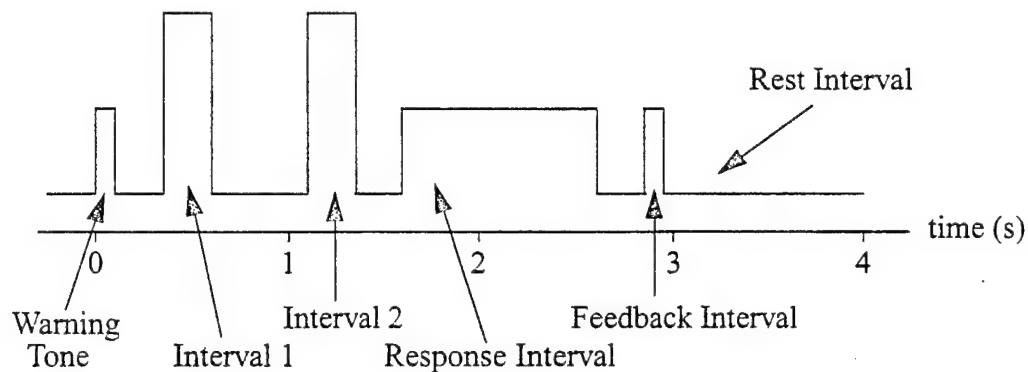 Rest Interval
time (s)
0 1 2 3 4
Warning
Tone
Interval 1
Interval 2
Response Interval
Feedback Interval